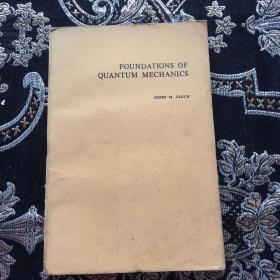 FOUNDATIONS OF
QUANTUM MECHANICS
JOSEF M. JAUCH